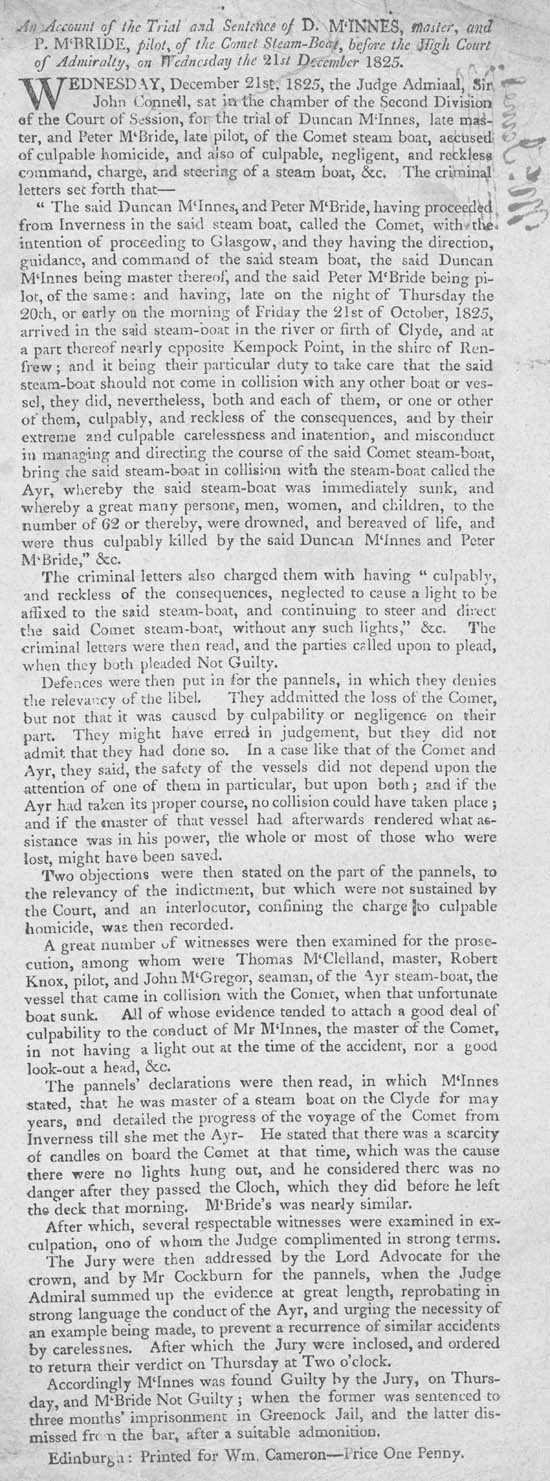 An Account of the Trial and Sentence of D. M‘INNES, master, and
P. M‘BRIDE, pilot, of the Comet Steam-Boat, before the High Court
of Admiralty, on Wednesday the 21st December 1825.
WEDNESDAY, December 21st, 1825, the Judge Admiaal, Sir
John Connell, sat in the chamber of the Second Division
of the Court of Session, for the trial of Duncan M‘Innes, late mas-
ter, and Peter M‘Bride, late pilot, of the Comet steam boat, accused
of culpable homicide, and also of culpable, negligent, and reckless
command, charge, and steering of a steam boat, &c. The criminal
letters set forth that—
“ The said Duncan M‘Innes, and Peter M‘Bride, having proceeded
from Inverness in the said steam boat, called the Comet, with the
intention of proceeding to Glasgow, and they having the direction,
guidance, and command of the said steam boat, the said Duncan
M‘Innes being master thereof, and the said Peter M‘Bride being pi-
lot, of the same: and having, late on the night of Thursday the
20th, or early on the morning of Friday the 21st of October, 1825,
arrived in the said steam-boat in the river or firth of Clyde, and at
a part thereof nearly opposite Kempock Point, in the shire of Ren-
frew; and it being their particular duty to take care that the said
steam-boat should not come in collision with any other boat or ves-
sel, they did, nevertheless, both and each of them, or one or other
of them, culpably, and reckless of the consequences, and by their
extreme and culpable carelessness and inatention, and misconduct
in managing and directing the course of the said Comet steam-boat,
bring the said steam-boat in collision with the steam-boat called the
Ayr, whereby the said steam-boat was immediately sunk, and
whereby a great many persons, men, women, and children, to the
number of 62 or thereby, were drowned, and bereaved of life, and
were thus culpably killed by the said Duncan M‘Innes and Peter
M‘Bride,” &c.
The criminal letters also charged them with having “ culpably,
and reckless of the consequences, neglected to cause a light to be
affixed to the said steam-boat, and continuing to steer and direct
the said Comet steam-boat, without any such lights,” &c. The
criminal letters were then read, and the parties called upon to plead,
when they both pleaded Not Guilty.
Defences were then put in for the pannels, in which they denies
the relevancy of the libel. They addmitted the loss of the Comet,
but not that it was caused by culpability or negligence on their
part. They might have erred in judgement, but they did not
admit that they had done so. In a case like that of the Comet and
Ayr, they said, the safety of the vessels did not depend upon the
attention of one of them in particular, but upon both; and if the
Ayr had taken its proper course, no collision could have taken place;
and if the master of that vessel had afterwards rendered what as-
sistance was in his power, the whole or most of those who were
lost, might have been saved.
Two objections were then stated on the part of the pannels, to
the relevancy of the indictment, but which were not sustained by
the Court, and an interlocutor, confining the charge to culpable
homicide, was then recorded.
A great number of witnesses were then examined for the prose-
cution, among whom were Thomas M‘Clelland, master, Robert
Knox, pilot, and John M‘Gregor, seaman, of the Ayr steam-boat, the
vessel that came in collision with the Comet, when that unfortunate
boat sunk. All of whose evidence tended to attach a good deal of
culpability to the conduct of Mr M‘Innes, the master of the Comet,
in not having a light out at the time of the accident, nor a good
look-out a head, &c.
The pannels’ declarations were then read, in which M‘Innes
stated, that he was master of a steam boat on the Clyde for may
years, and detailed the progress of the voyage of the Comet from
Inverness till she met the Ayr- He stated that there was a scarcity
of candles on board the Comet at that time, which was the cause
there were no lights hung out, and he considered there was no
danger after they passed the Cloch, which they did before he left
the deck that morning. M‘Bride’s was nearly similar.
After which, several respectable witnesses were examined in ex-
culpation, one of whom the Judge complimented in strong terms.
The Jury were then addressed by the Lord Advocate for the
crown, and by Mr Cockburn for the pannels, when the Judge
Admiral summed up the evidence at great length, reprobating in
strong language the conduct of the Ayr, and urging the necessity of
an example being made, to prevent a recurrence of similar accidents
by carelessnes. After which the Jury were inclosed, and ordered
to return their verdict on Thursday at Two o’clock.
Accordingly M‘Innes was found Guilty by the Jury, on Thurs-
day, and M‘Bride Not Guilty; when the former was sentenced to
three months’ imprisonment in Greenock Jail, and the latter dis-
missed from the bar, after a suitable admonition.
Edinburgh: Printed for Wm. Cameron—Price One Penny.